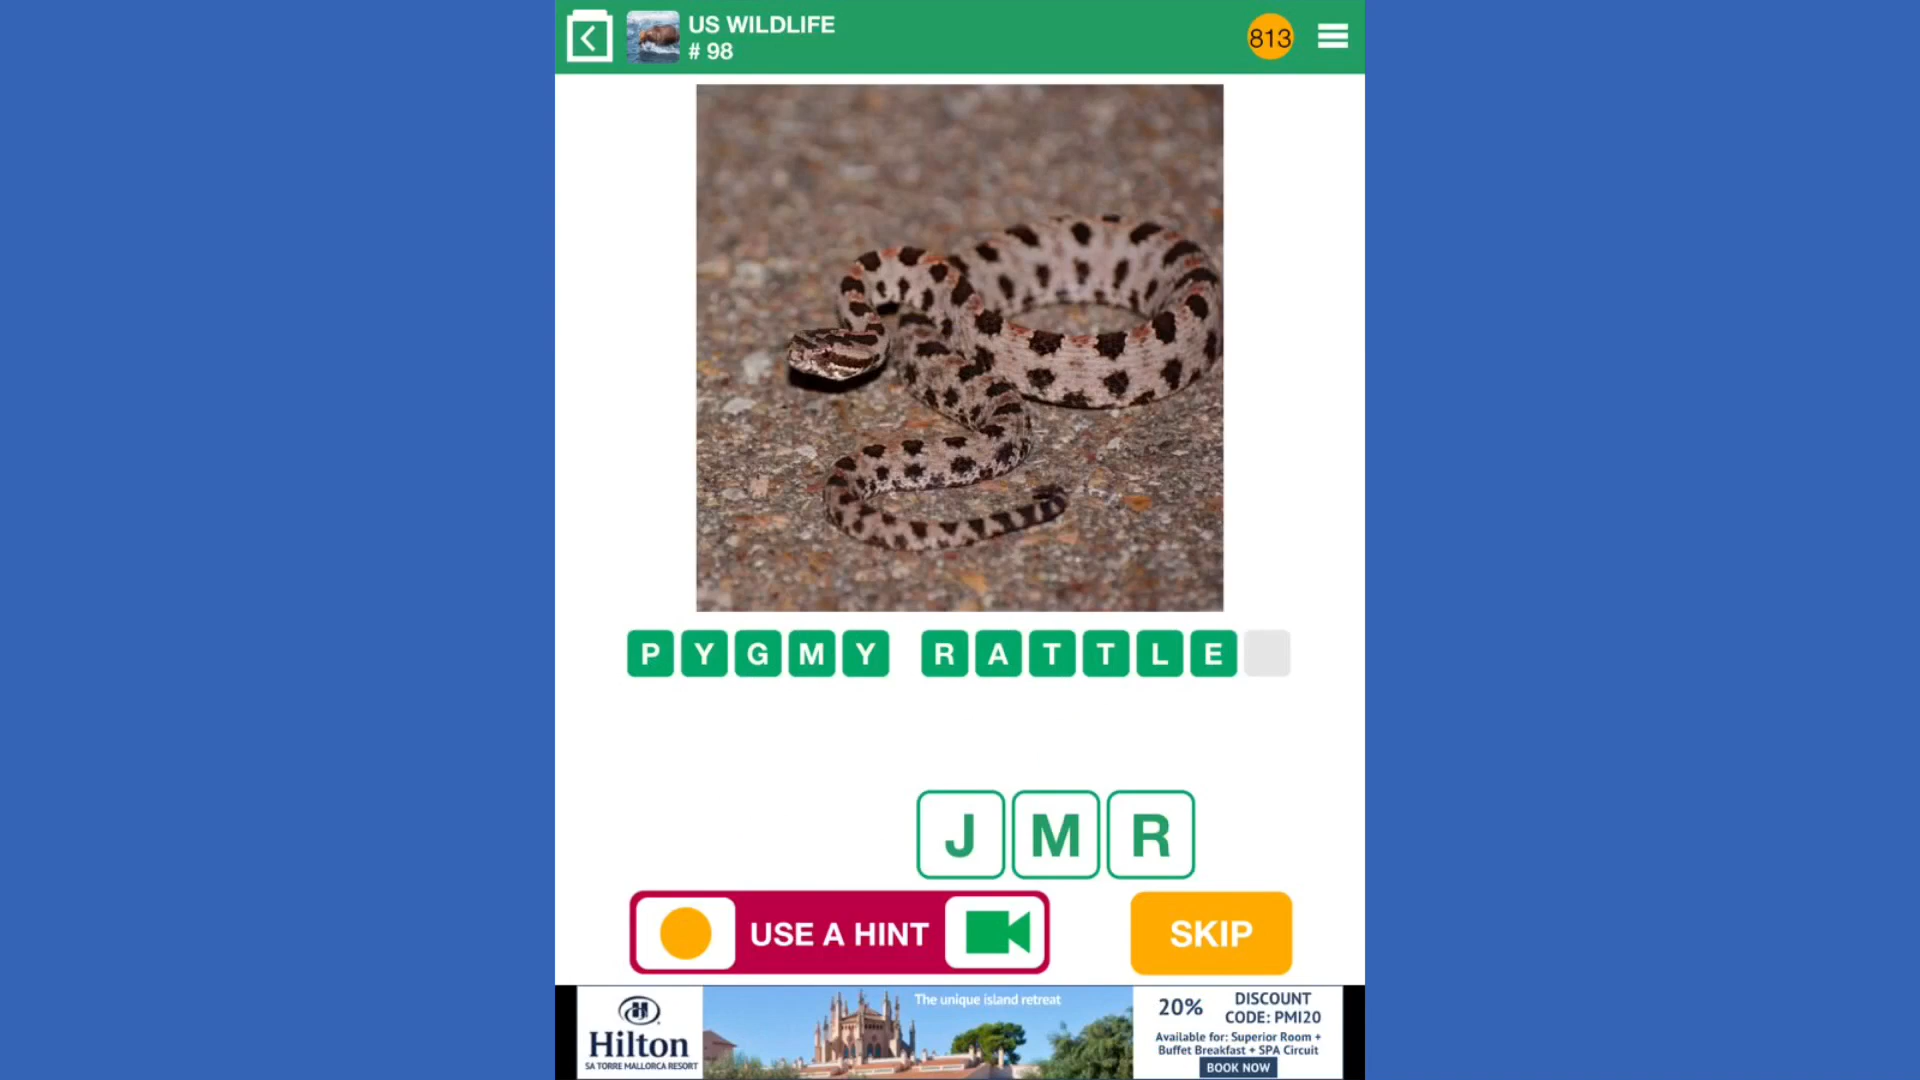 US WILDLIFE
# 98
813
PYGMY RATTLE
J M R
USE A HINT
SKIP
Hilton
SA TORRE MALLORCA RESORT
The unique island retreat
20% DISCOUNT
CODE: PMI20
Available for: Superior Room +
Buffet Breakfast + SPA Circuit
BOOK NOW